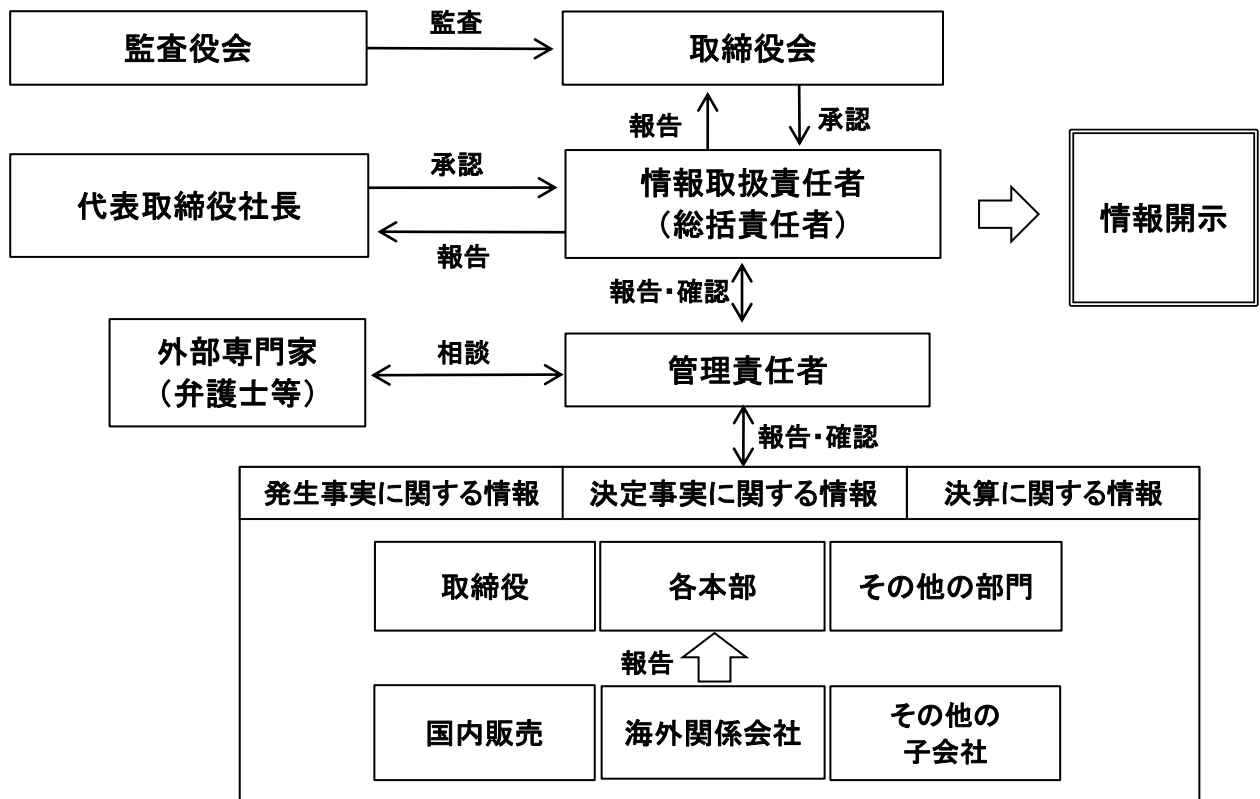 監査役会
監査
取締役会
報告
承認
代表取締役社長
承認
報告
情報取扱責任者
（総括責任者）
情報開示
報告・確認
外部専門家
（弁護士等）
相談
管理責任者
報告・確認
発生事実に関する情報
決定事実に関する情報
決算に関する情報
取締役
各本部
その他の部門
報告
国内販売
海外関係会社
その他の
子会社